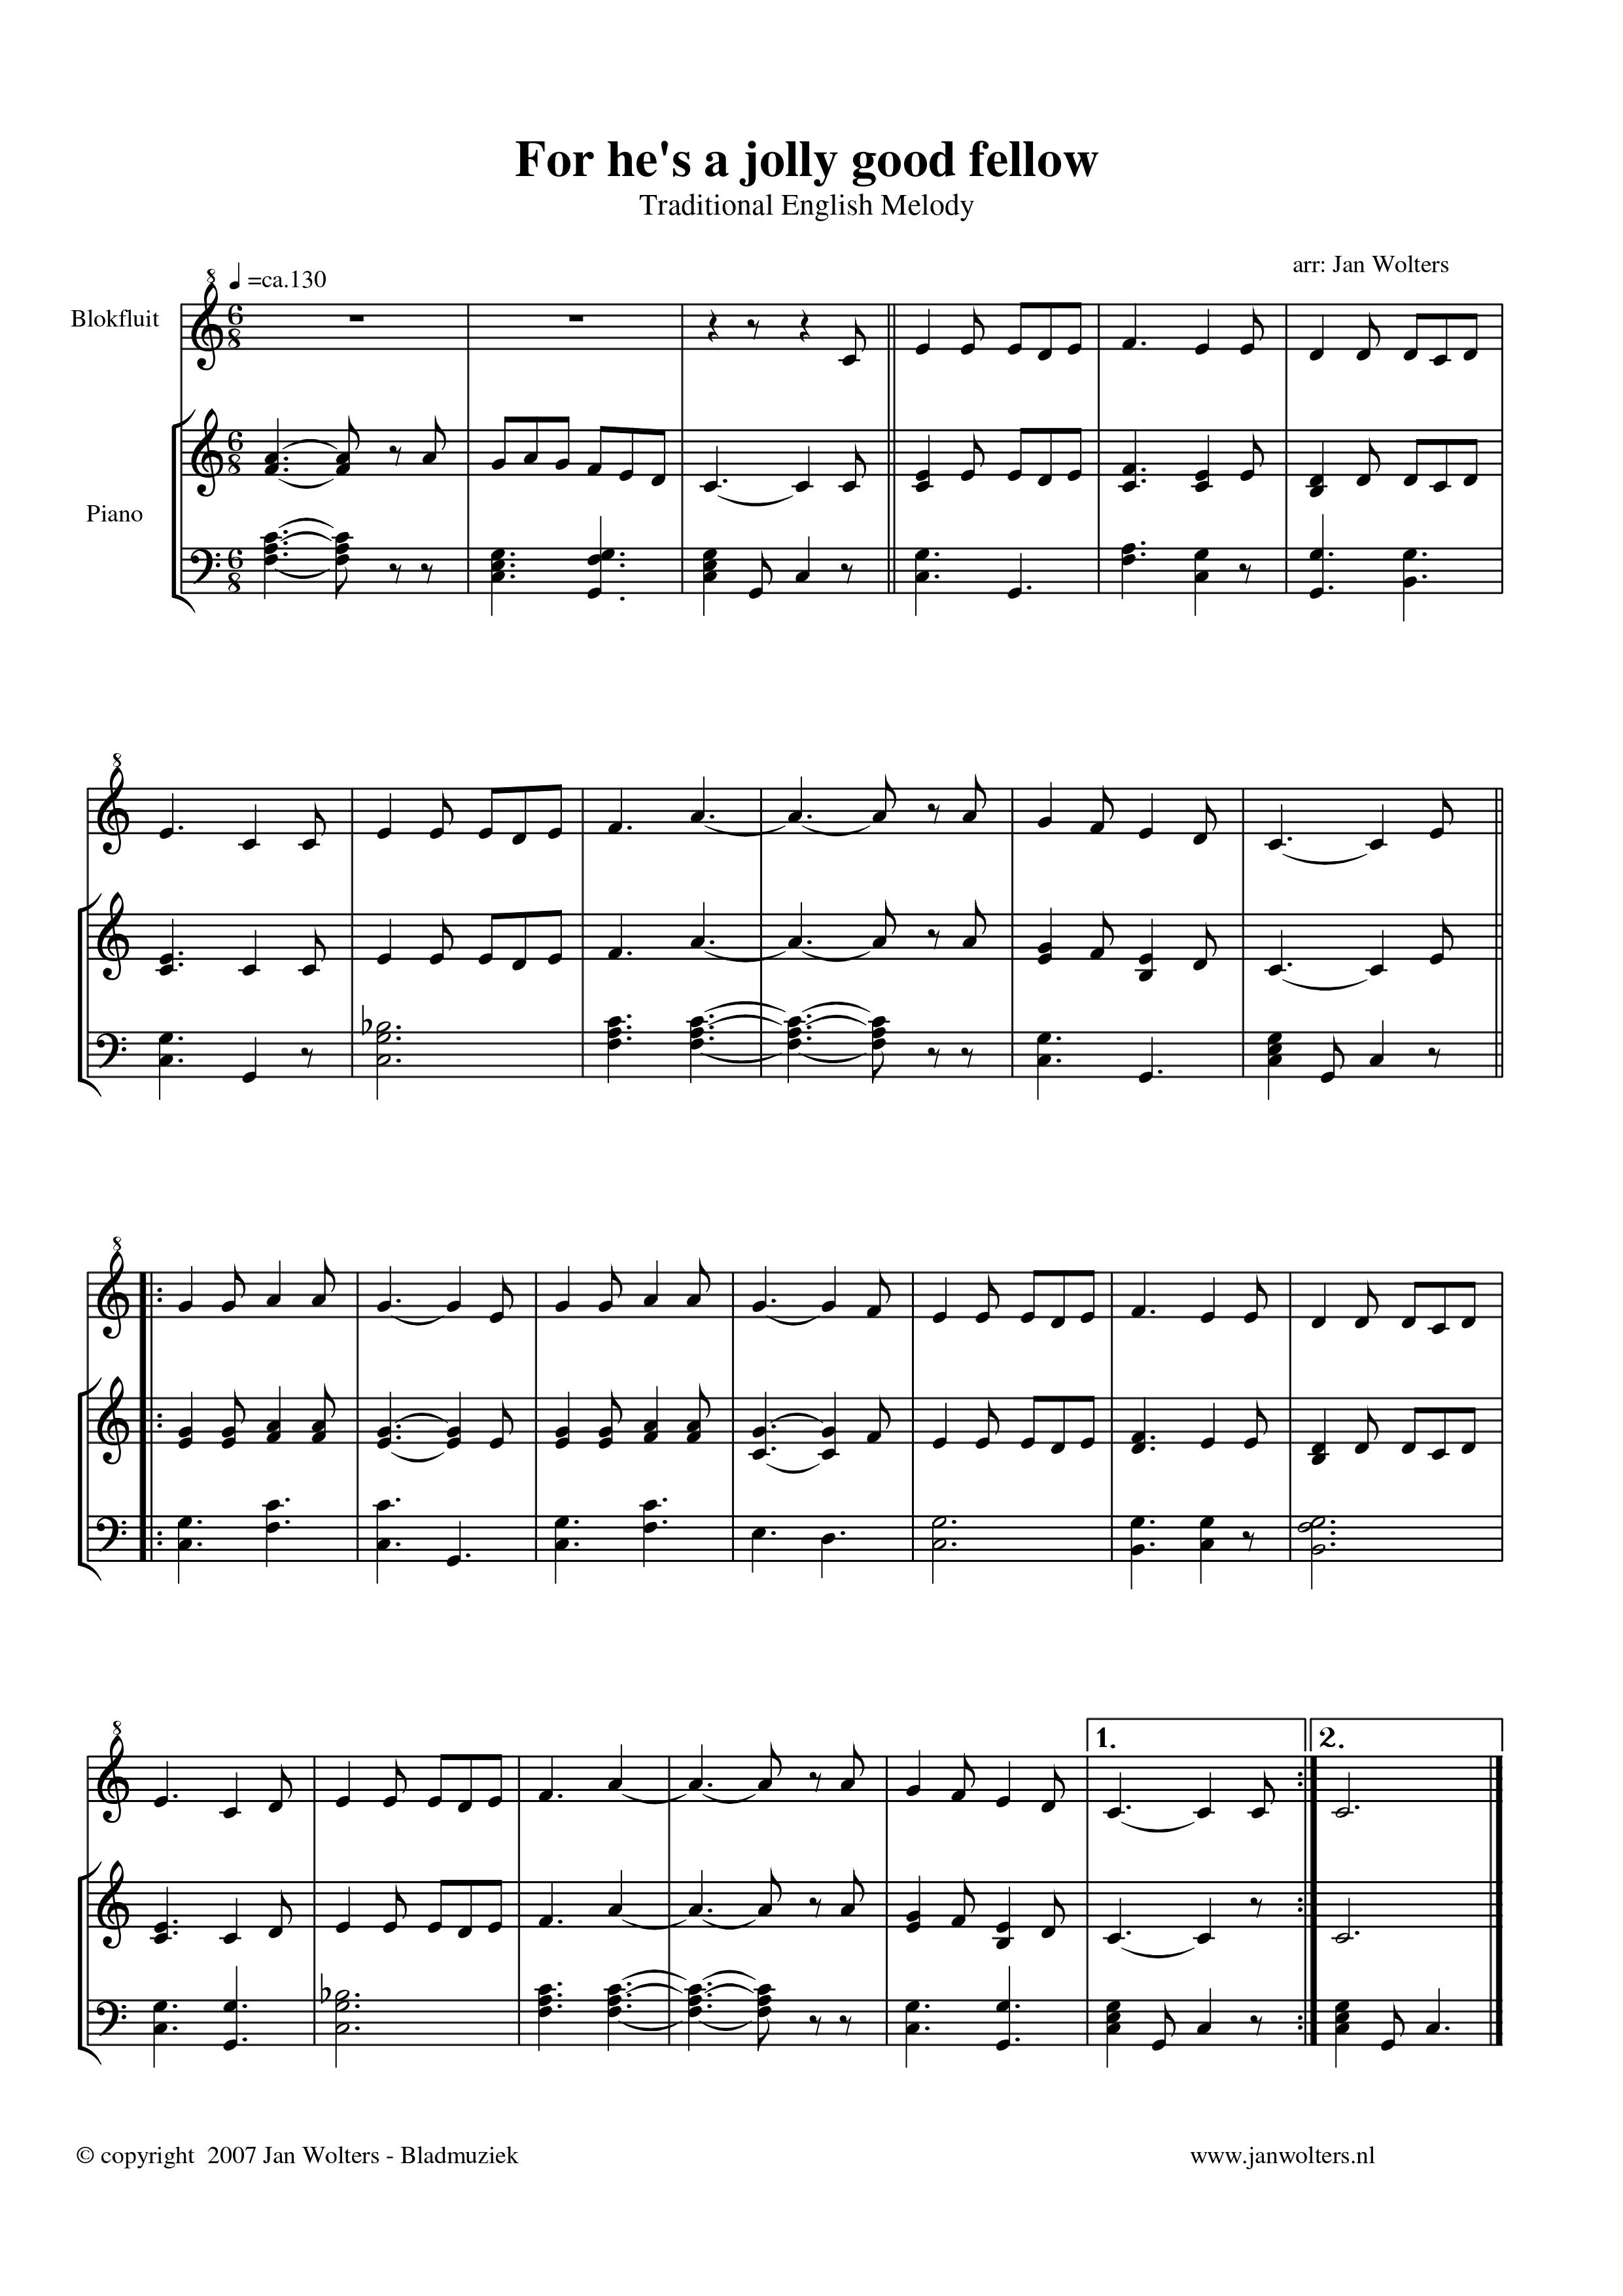 For he's a jolly good fellow
Traditional English Melody
arr: Jan Wolters
♩=ca.130
Blokfluit
Piano
1.
2.
© copyright 2007 Jan Wolters - Bladmuziek
www.janwolters.nl